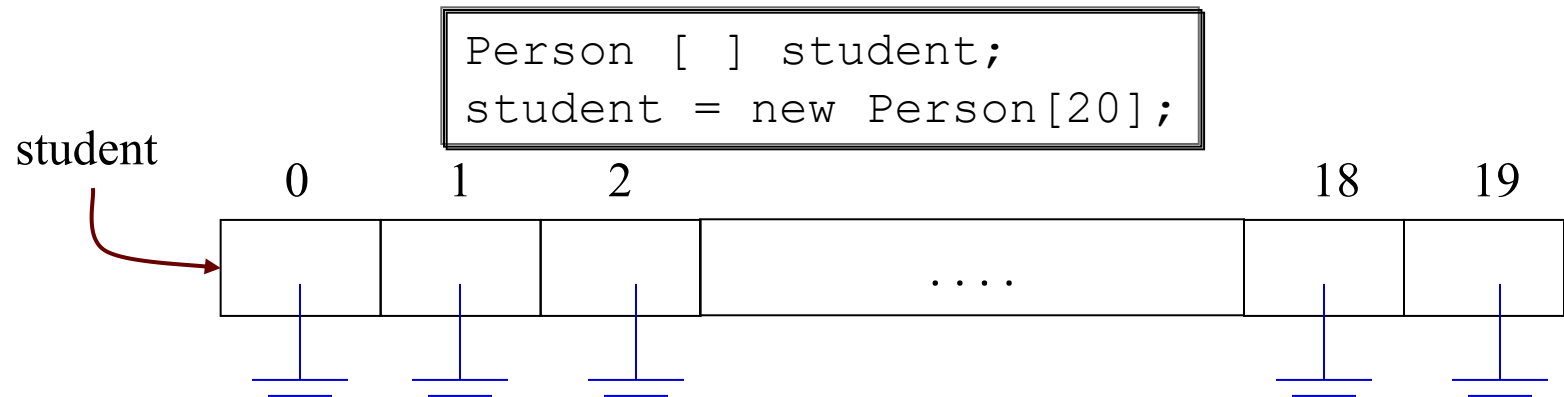 Person [ ] student;
student = new Person[20];
student
0 1 2 18 19
....